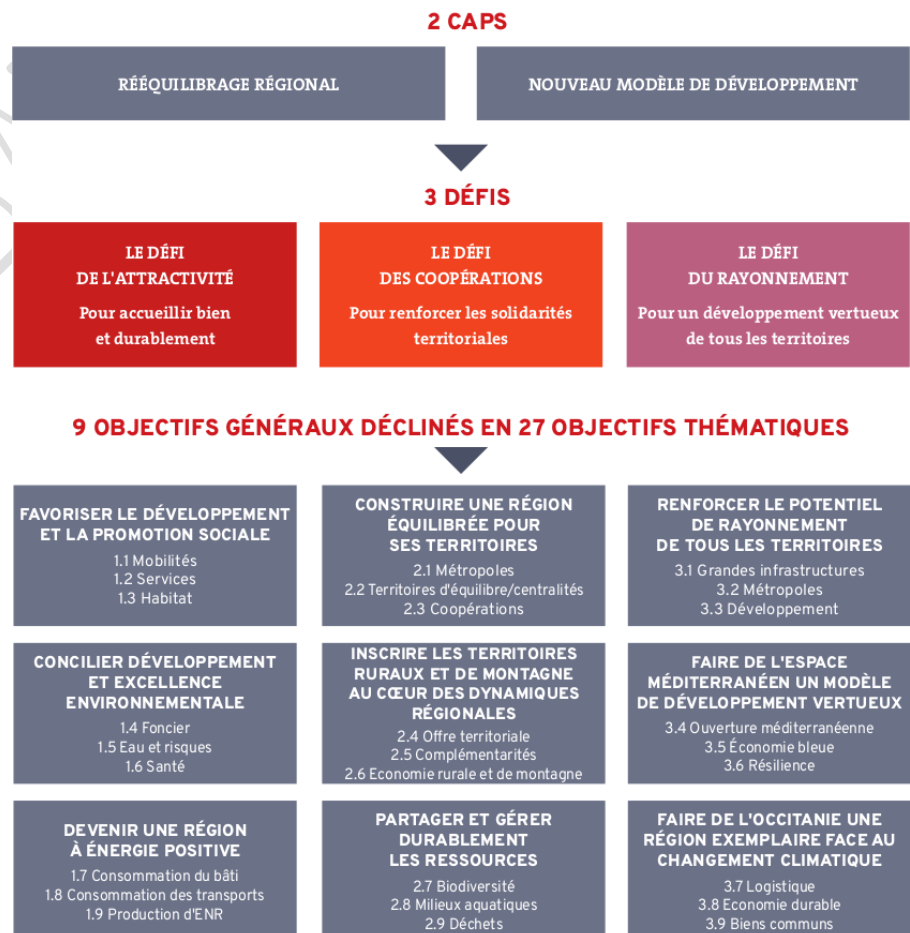 2 CAPS
RÉÉQUILIBRAGE RÉGIONAL
NOUVEAU MODÈLE DE DÉVELOPPEMENT
3 DÉFIS
LE DÉFI
DE L'ATTRACTIVITÉ
Pour accueillir bien
et durablement
LE DÉFI
DES COOPÉRATIONS
Pour renforcer les solidarités
territoriales
LE DÉFI
DU RAYONNEMENT
Pour un développement vertueux
de tous les territoires
9 OBJECTIFS GÉNÉRAUX DÉCLINÉS EN 27 OBJECTIFS THÉMATIQUES
FAVORISER LE DÉVELOPPEMENT
ET LA PROMOTION SOCIALE
1.1 Mobilités
1.2 Services
1.3 Habitat
CONSTRUIRE UNE RÉGION
ÉQUILIBRÉE POUR
SES TERRITOIRES
2.1 Métropoles
2.2 Territoires d'équilibre/centralités
2.3 Coopérations
RENFORCER LE POTENTIEL
DE RAYONNEMENT
DE TOUS LES TERRITOIRES
3.1 Grandes infrastructures
3.2 Métropoles
3.3 Développement
CONCILIER DÉVELOPPEMENT
ET EXCELLENCE
ENVIRONNEMENTALE
1.4 Foncier
1.5 Eau et risques
1.6 Santé
INSCRIRE LES TERRITOIRES
RURAUX ET DE MONTAGNE
AU CŒUR DES DYNAMIQUES
RÉGIONALES
2.4 Offre territoriale
2.5 Complémentarités
2.6 Economie rurale et de montagne
FAIRE DE L'ESPACE
MÉDITERRANÉEN UN MODÈLE
DE DÉVELOPPEMENT VERTUEUX
3.4 Ouverture méditerranéenne
3.5 Économie bleue
3.6 Résilience
DEVENIR UNE RÉGION
À ÉNERGIE POSITIVE
1.7 Consommation du bâti
1.8 Consommation des transports
1.9 Production d'ENR
PARTAGER ET GÉRER
DURABLEMENT
LES RESSOURCES
2.7 Biodiversité
2.8 Milieux aquatiques
2.9 Déchets
FAIRE DE L'OCCITANIE UNE
RÉGION EXEMPLAIRE FACE AU
CHANGEMENT CLIMATIQUE
3.7 Logistique
3.8 Economie durable
3.9 Biens communs